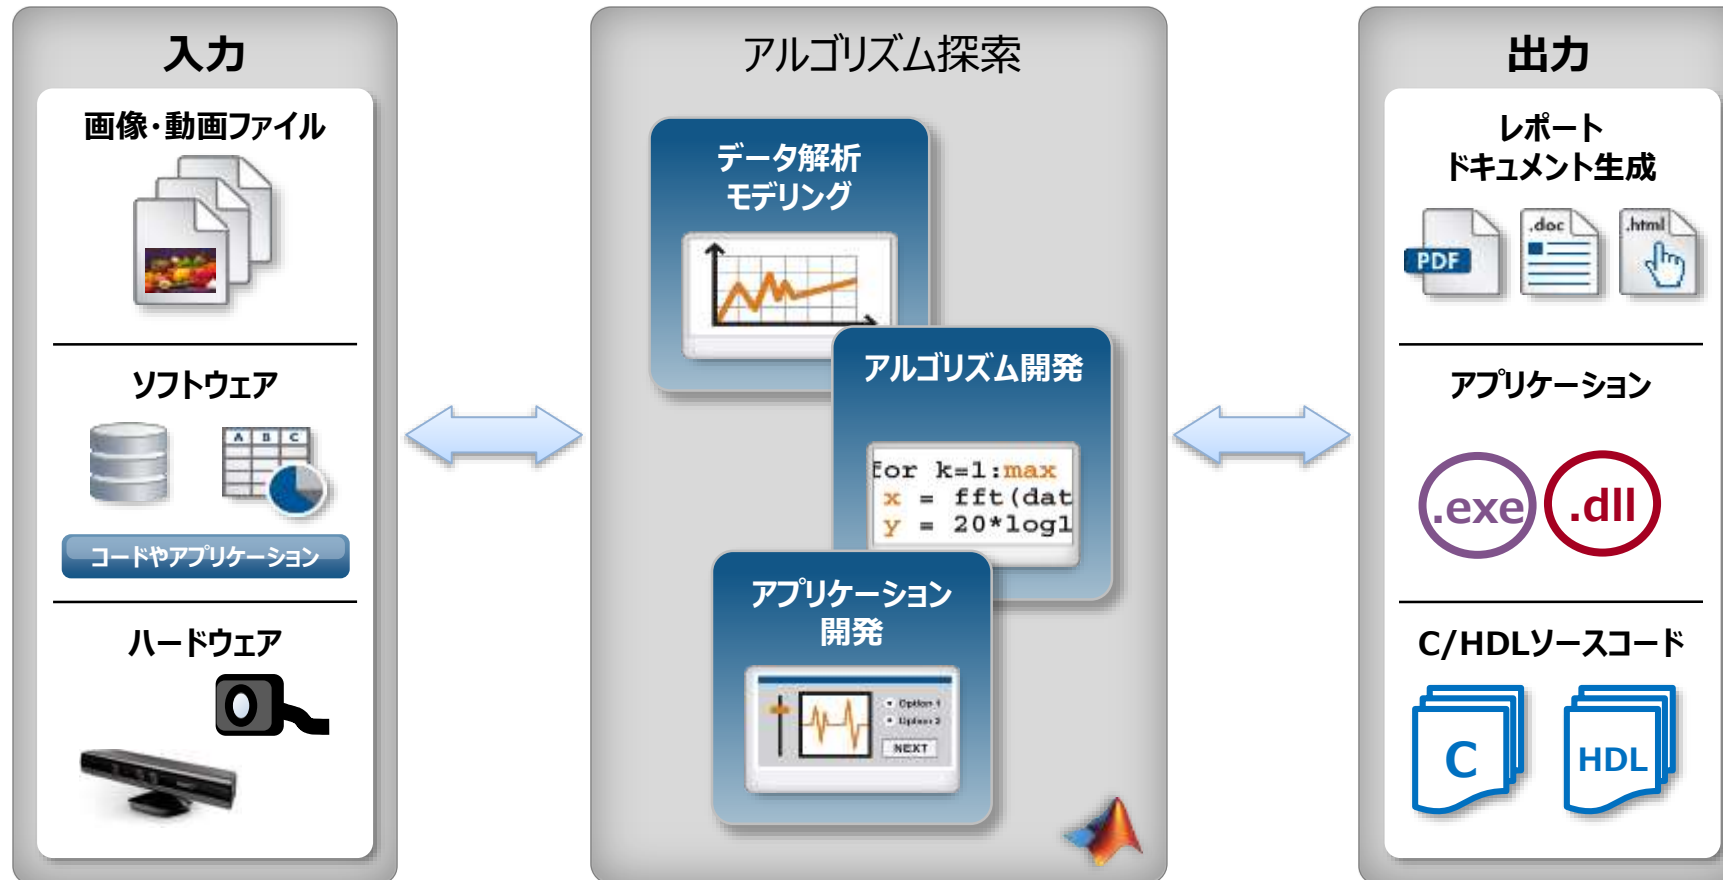 入力
画像・動画ファイル
ソフトウェア
A B C
コードやアプリケーション
ハードウェア
アルゴリズム探索
データ解析
モデリング
アルゴリズム開発
for k=1:max
x = fft(dat
y = 20*log1
アプリケーション
開発
Option 1
Option 2
NEXT
出力
レポート
ドキュメント生成
PDF
.doc
.html
アプリケーション
.exe
.dll
C/HDLソースコード
C
HDL